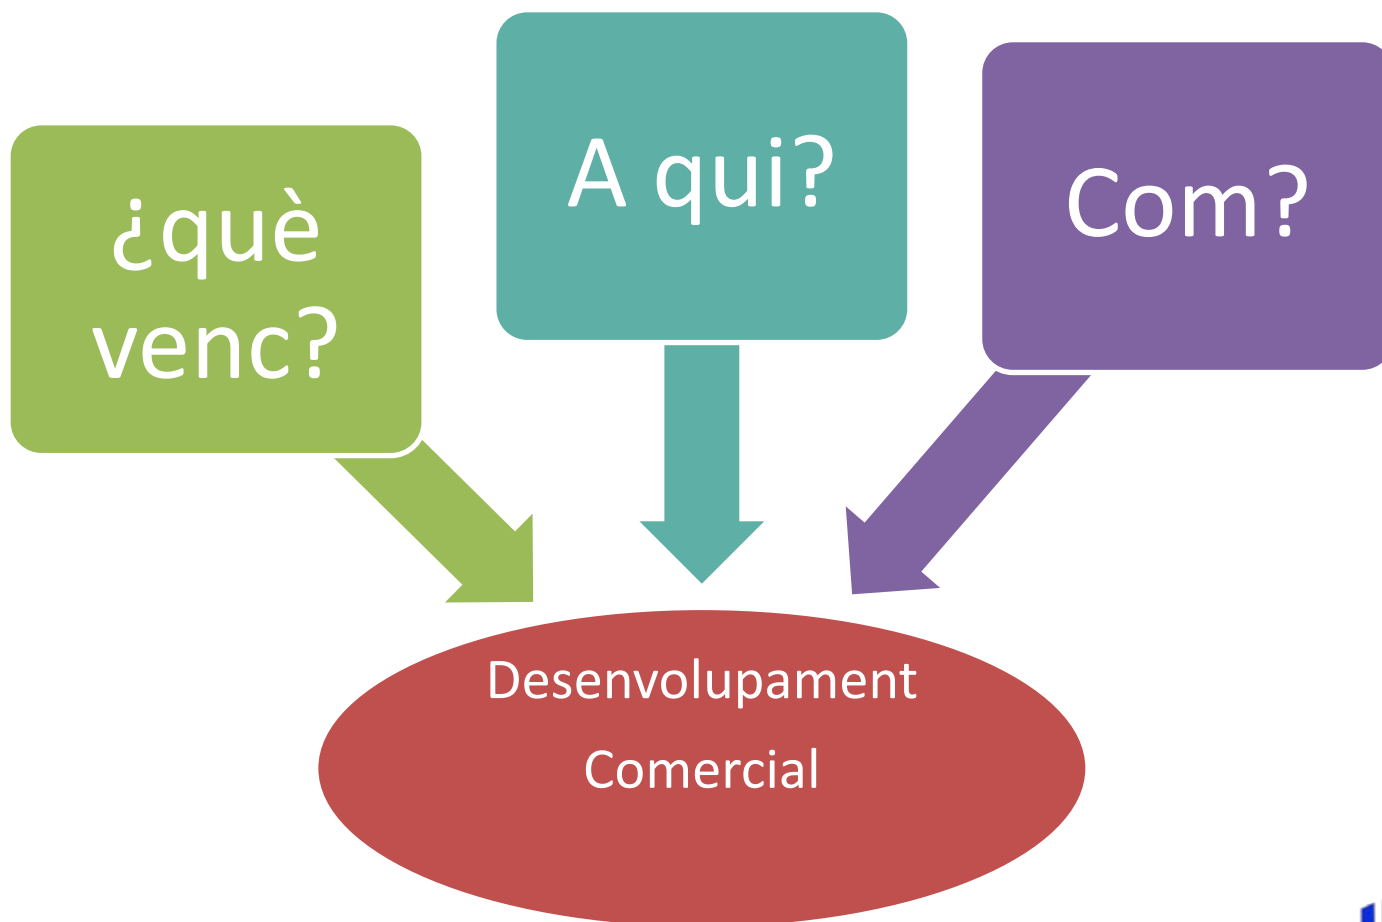 ¿què
venc?
A qui?
Com?
Desenvolupament
Comercial